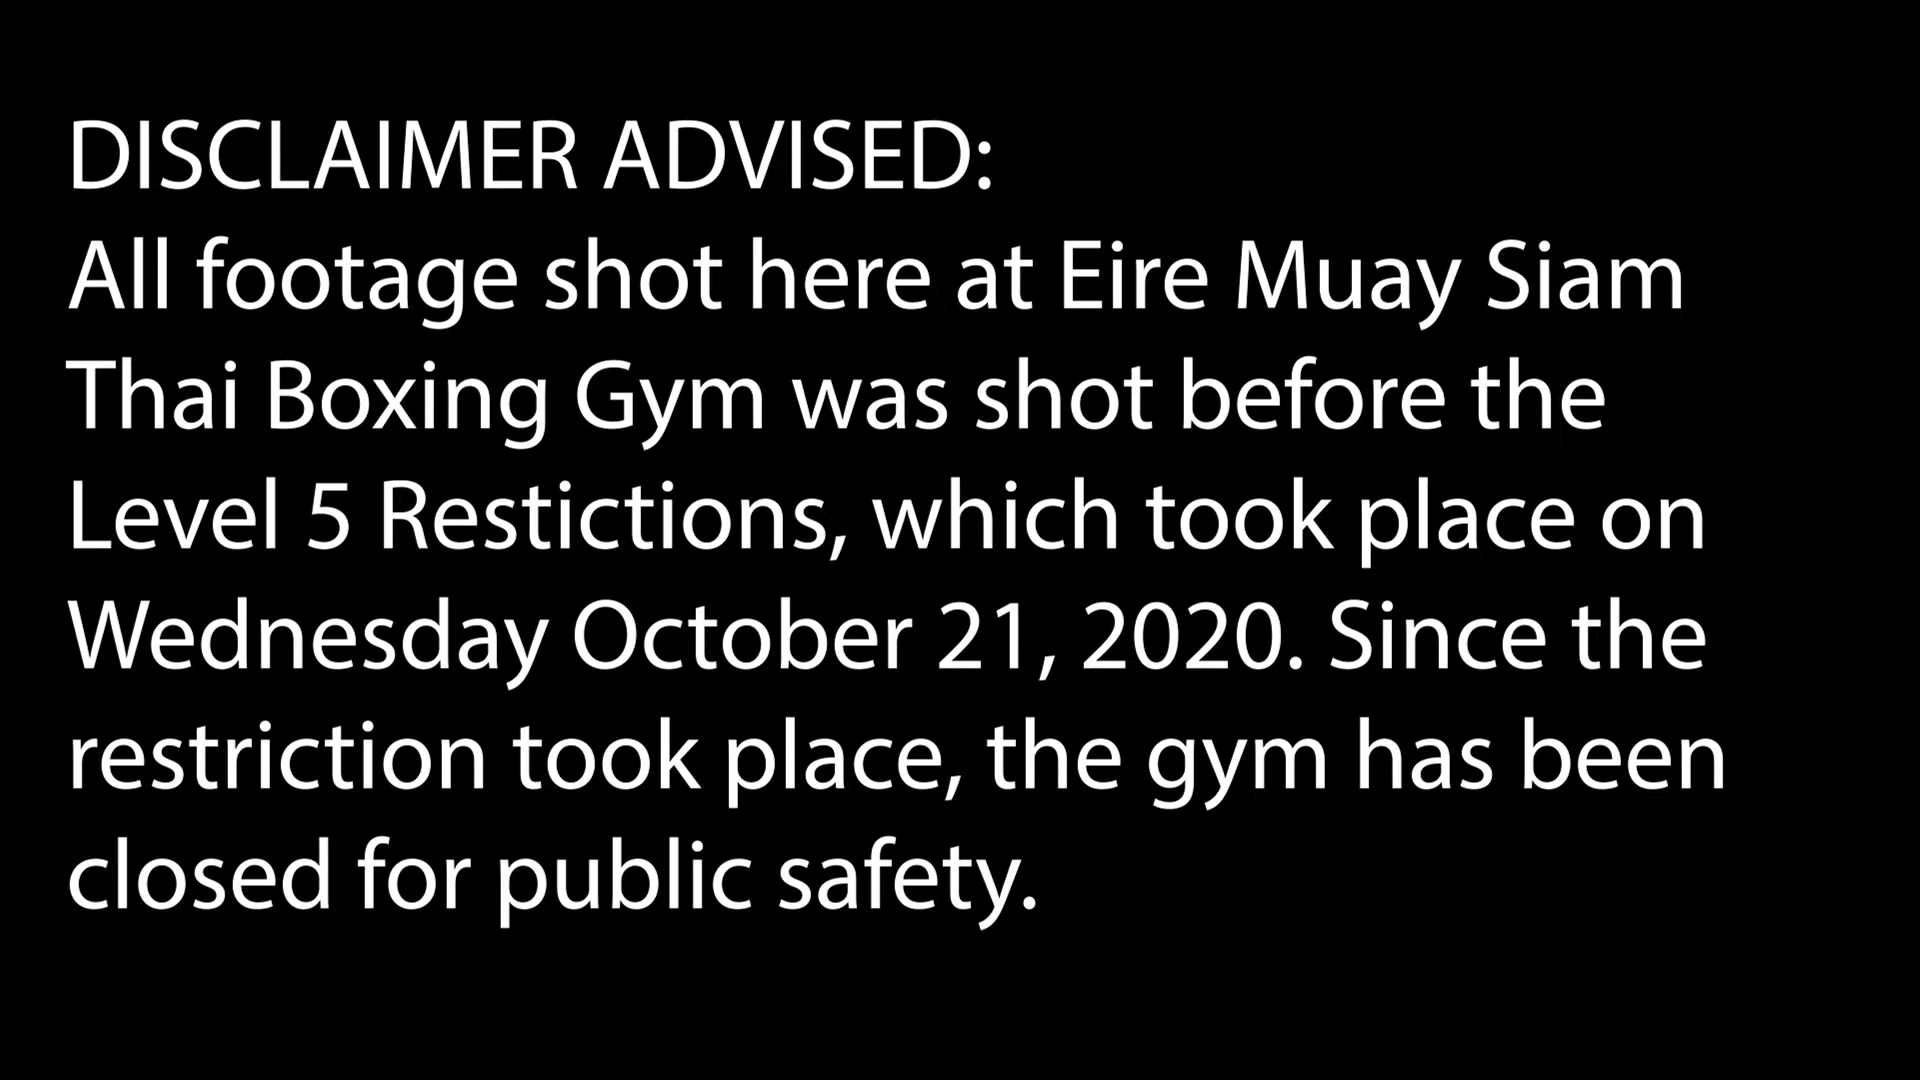 DISCLAIMER ADVISED:
All footage shot here at Eire Muay Siam
Thai Boxing Gym was shot before the
Level 5 Restictions, which took place on
Wednesday October 21, 2020. Since the
restriction took place, the gym has been
closed for public safety.